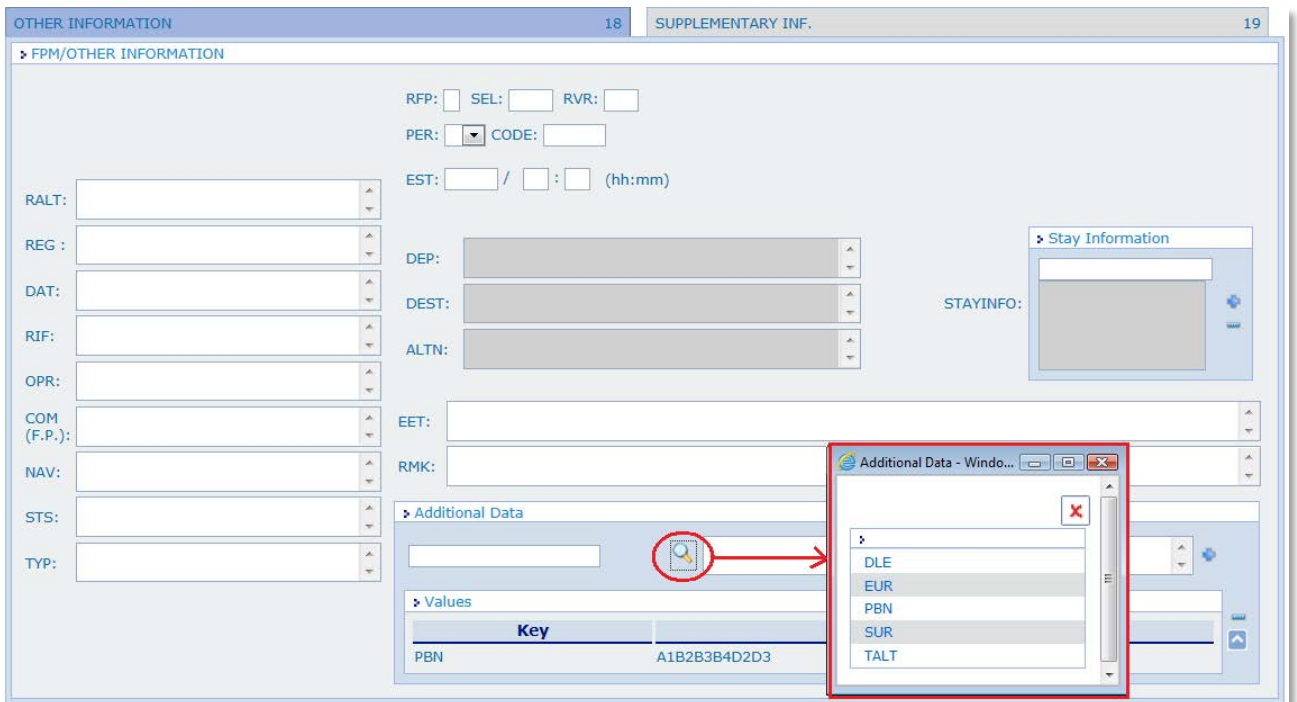 OTHER INFORMATION 18 SUPPLEMENTARY INF. 19
FPM/OTHER INFORMATION
RFP: SEL: RVR:
PER: CODE:
EST: / : (hh:mm)
RALT:
REG :
DAT:
RIF:
OPR:
COM
(F.P.):
NAV:
STS:
TYP:
DEP:
DEST:
ALTN:
Stay Information
STAYINFO:
EET:
RMK:
Additional Data
Values
Key
PBN A1B2B3B4D2D3
Additional Data - Windo...
DLE
EUR
PBN
SUR
TALT